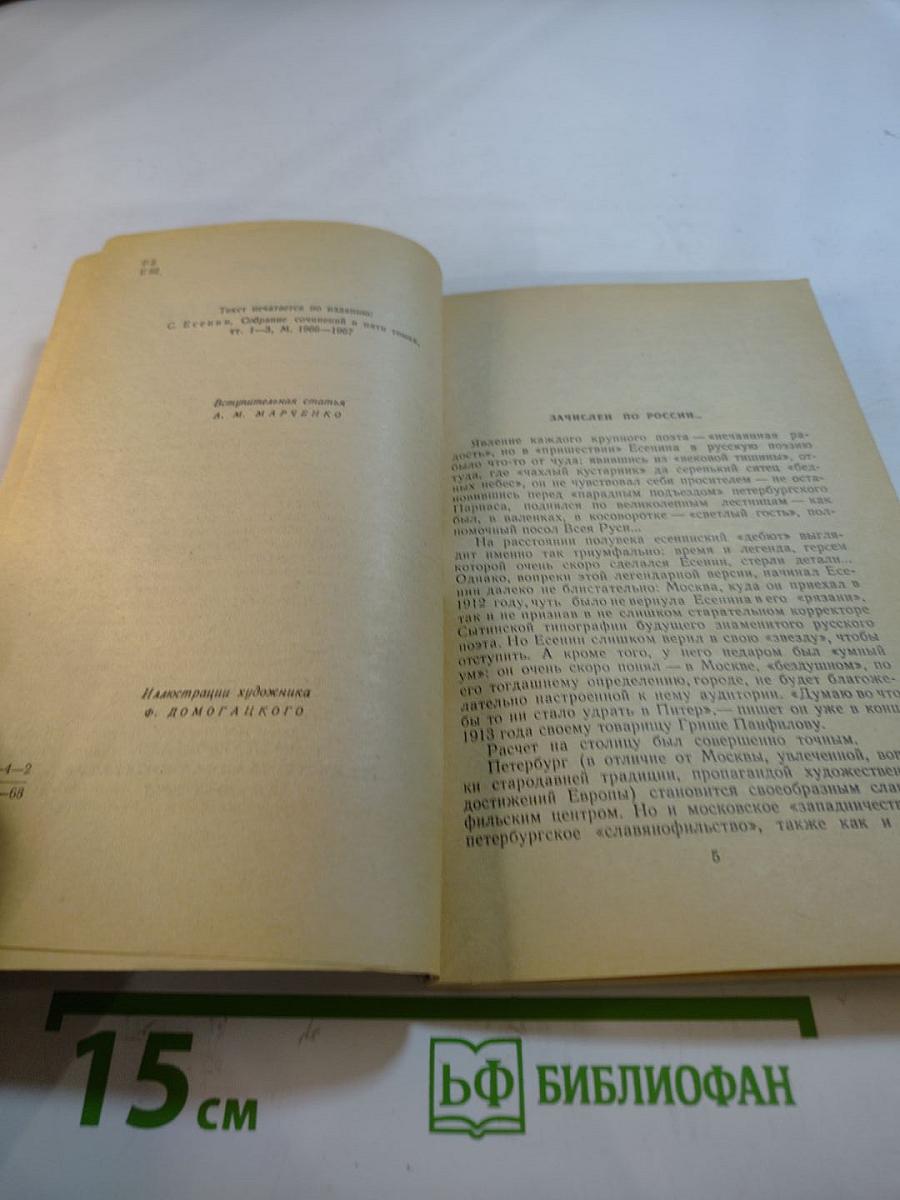 Р 2
Е 82
Текст печатается по изданию:
С. Есенин, Собрание сочинений в пяти томах,
тт. 1—3, М. 1966—1967
Вступительная статья
А. М. МАРЧЕНКО
Иллюстрации художника
Ф. ДОМОГАЦКОГО
-4—2
—68
ЗАЧИСЛЕН ПО РОССИИ...
Явление каждого крупного поэта — «нечаянная ра-
дость», но в «пришествии» Есенина в русскую поэзию
было что-то от чуда: явившись из «вековой тишины», от-
туда, где «чахлый кустарник» да серенький ситец «бед-
ных небес», он не чувствовал себя просителем — не оста-
новившись перед «парадным подъездом» петербургского
Парнаса, поднялся по великолепным лестницам — как
был, в валенках, в косоворотке — «светлый гость», пол-
номочный посол Всея Руси...
На расстоянии полувека есенинский «дебют» выгля-
дит именно так триумфально: время и легенда, героем
которой очень скоро сделался Есенин, стерли детали...
Однако, вопреки этой легендарной версии, начинал Есе-
нин далеко не блистательно: Москва, куда он приехал в
1912 году, чуть было не вернула Есенина в его «рязани»,
так и не признав в не слишком старательном корректоре
Сытинской типографии будущего знаменитого русского
поэта. Но Есенин слишком верил в свою «звезду», чтобы
отступить. А кроме того, у него недаром был «умный
ум»: он очень скоро понял — в Москве, «бездушном», по
его тогдашнему определению, городе, не будет благоже-
лательно настроенной к нему аудитории. «Думаю во что
бы то ни стало удрать в Питер»,— пишет он уже в конц
1913 года своему товарищу Грише Панфилову.
Расчет на столицу был совершенно точным.
Петербург (в отличие от Москвы, увлеченной, воп
ки стародавней традиции, пропагандой художествен
достижений Европы) становится своеобразным слав
фильским центром. Но и московское «западничеств
петербургское «славянофильство», также как и
5
15 см
БФ БИБЛИОФАН